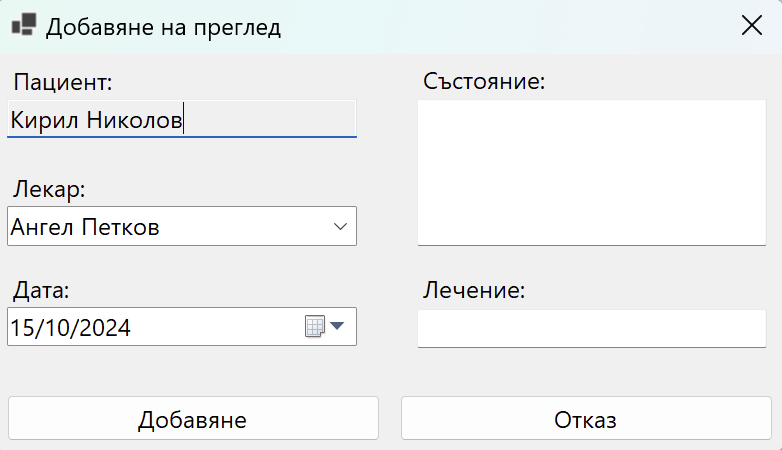 Добавяне на преглед
Пациент:
Кирил Николов
Лекар:
Ангел Петков
Дата:
15/10/2024
Състояние:
Лечение:
Добавяне
Отказ